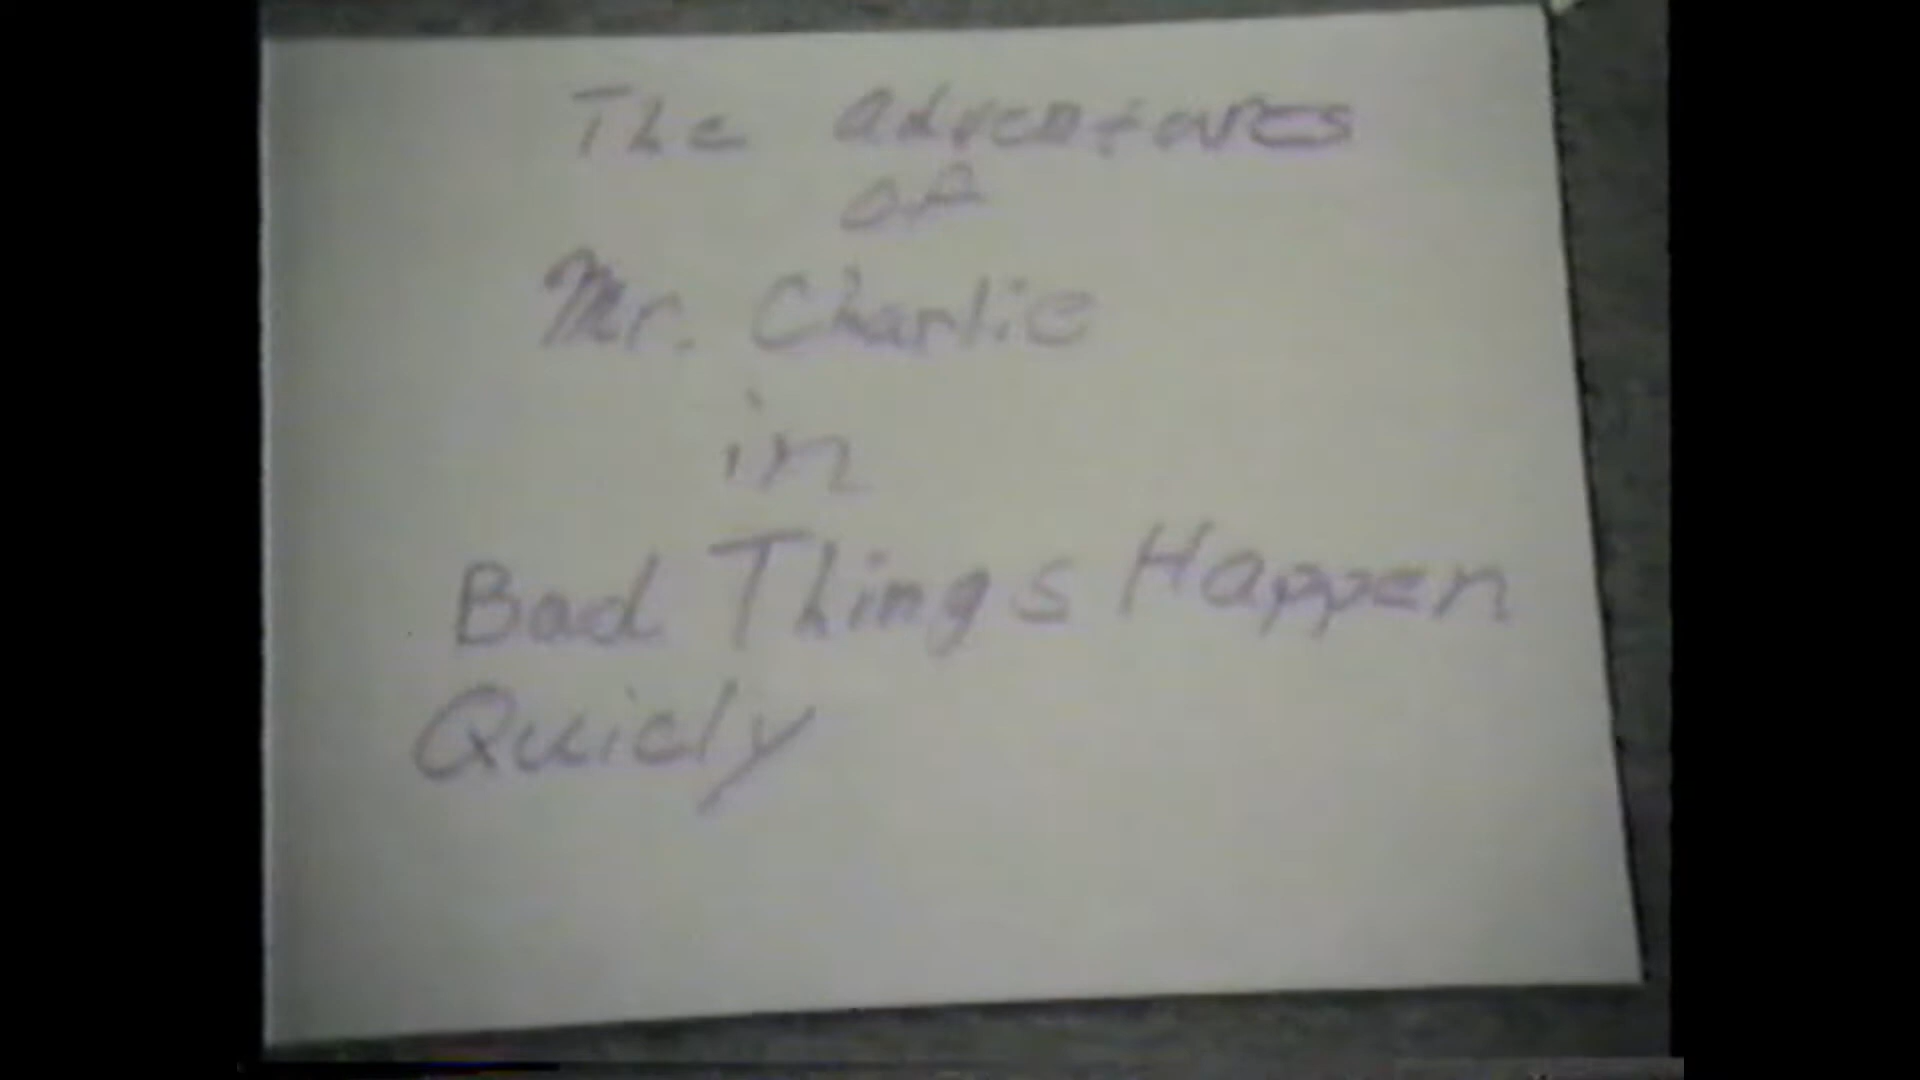 The adventures
of
Mr. Charlie
in
Bad Things Happen
Quicly